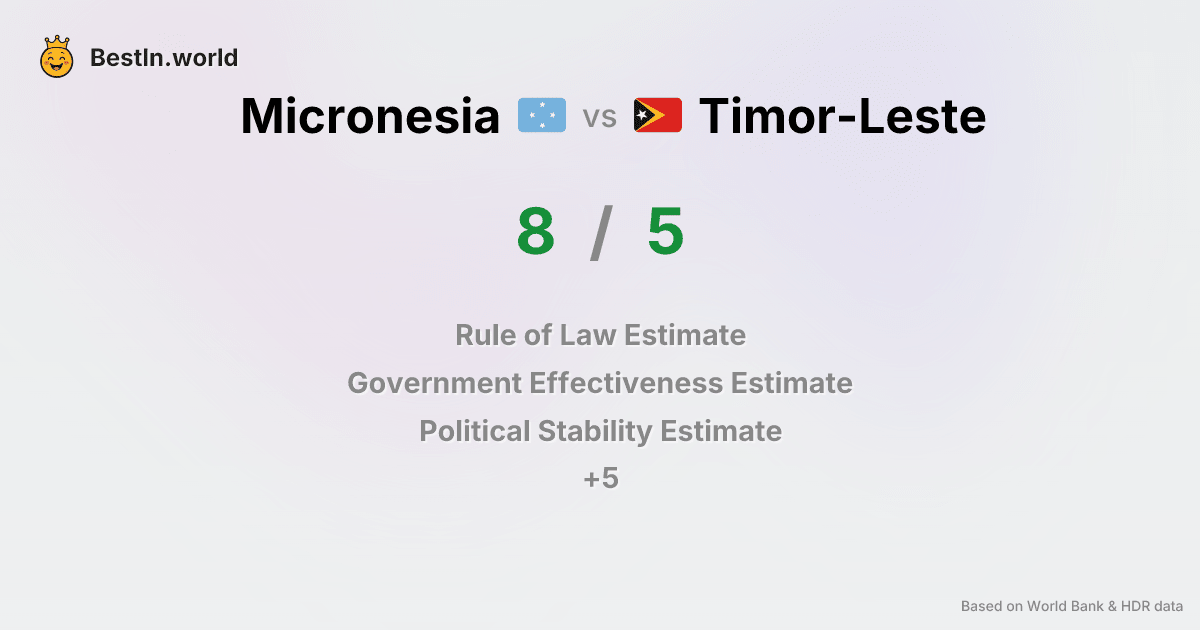 BestIn.world
Micronesia vs Timor-Leste
8 / 5
Rule of Law Estimate
Government Effectiveness Estimate
Political Stability Estimate
+5
Based on World Bank & HDR data